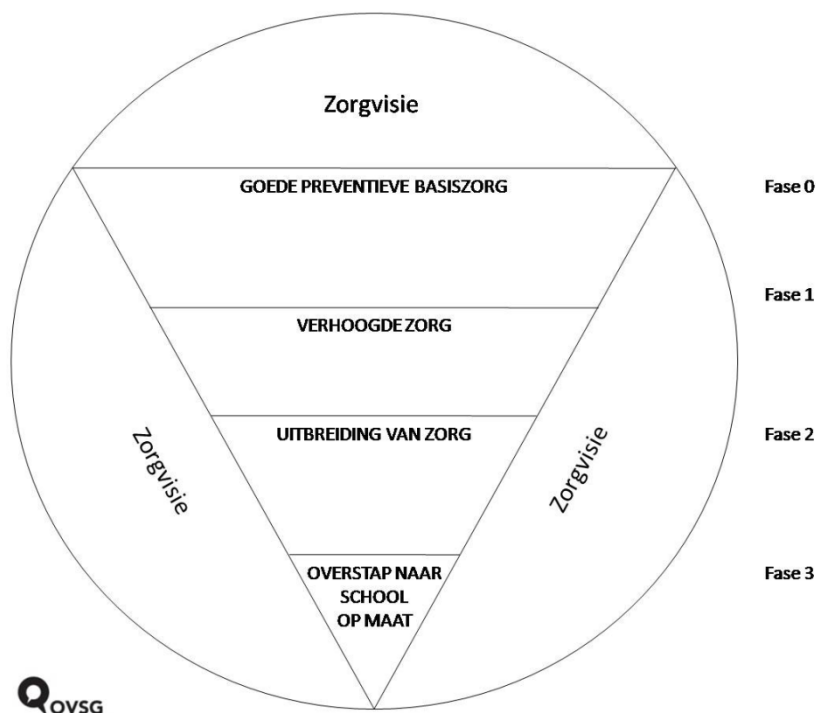 Zorgvisie
GOEDE PREVENTIEVE BASISZORG
Fase 0
Fase 1
VERHOOGDE ZORG
UITBREIDING VAN ZORG
Fase 2
Zorgvisie
Zorgvisie
OVERSTAP NAAR
SCHOOL
OP MAAT
Fase 3
OVSG